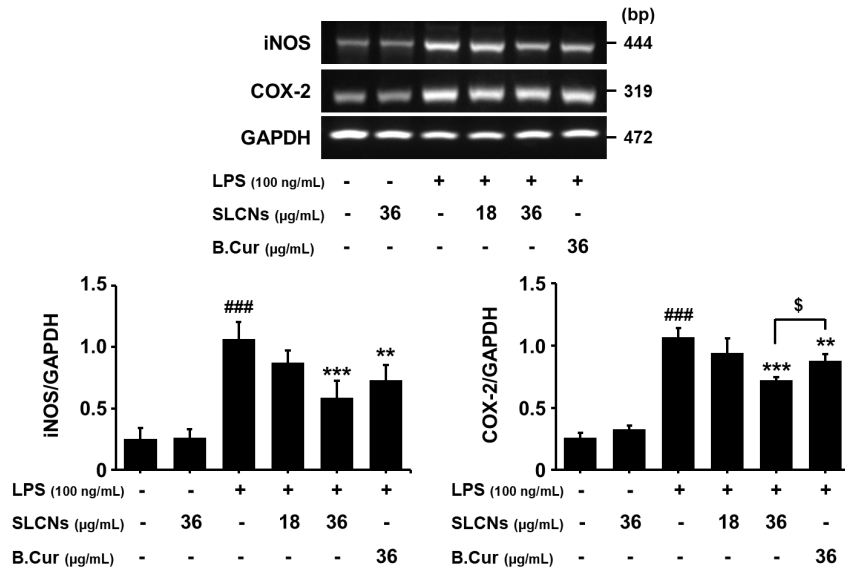 (bp)
iNOS 444
COX-2 319
GAPDH 472
LPS (100 ng/mL) - - + + + +
SLCNs (µg/mL) - 36 - 18 36 -
B.Cur (µg/mL) - - - - - 36
iNOS/GAPDH
1.5
1.0
0.5
0
###
***
**
LPS (100 ng/mL) - - + + + +
SLCNs (µg/mL) - 36 - 18 36 -
B.Cur (µg/mL) - - - - - 36
COX-2/GAPDH
1.5
1.0
0.5
0
###
$
***
**
LPS (100 ng/mL) - - + + + +
SLCNs (µg/mL) - 36 - 18 36 -
B.Cur (µg/mL) - - - - - 36